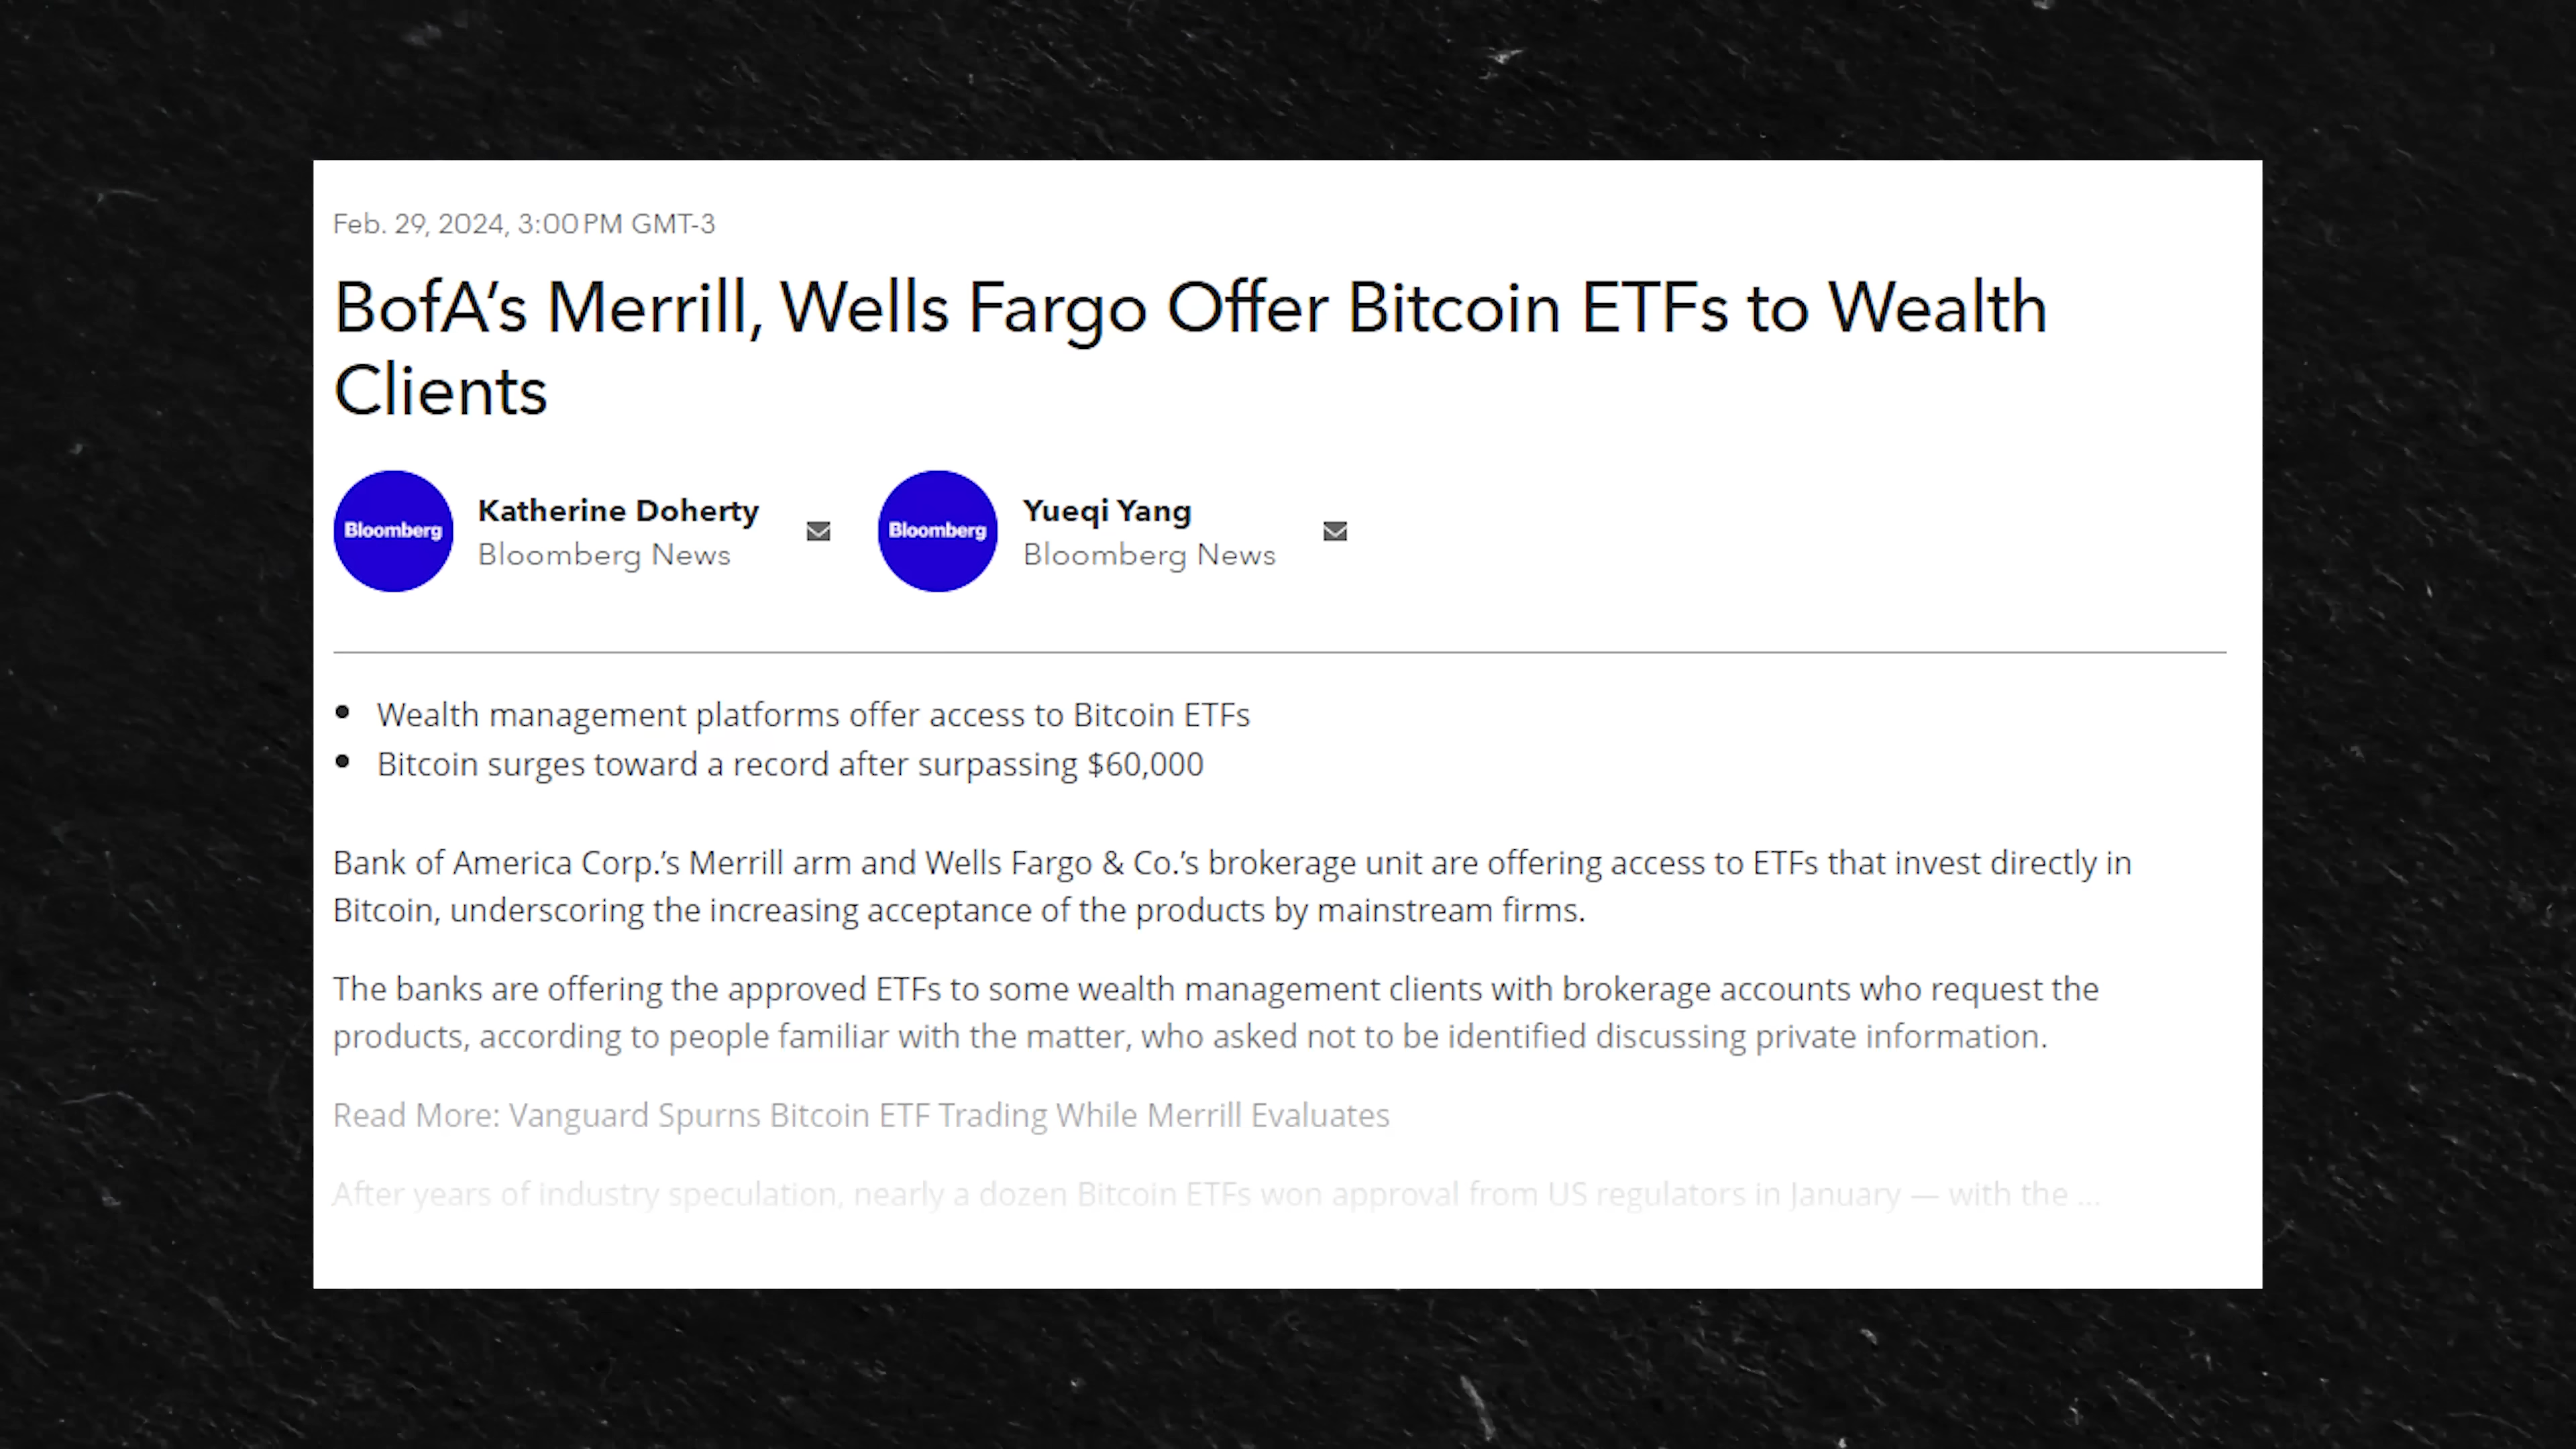 Feb. 29, 2024, 3:00 PM GMT-3
BofA’s Merrill, Wells Fargo Offer Bitcoin ETFs to Wealth
Clients
Bloomberg
Katherine Doherty
Bloomberg News
Bloomberg
Yueqi Yang
Bloomberg News
• Wealth management platforms offer access to Bitcoin ETFs
• Bitcoin surges toward a record after surpassing $60,000
Bank of America Corp.’s Merrill arm and Wells Fargo & Co.’s brokerage unit are offering access to ETFs that invest directly in
Bitcoin, underscoring the increasing acceptance of the products by mainstream firms.
The banks are offering the approved ETFs to some wealth management clients with brokerage accounts who request the
products, according to people familiar with the matter, who asked not to be identified discussing private information.
Read More: Vanguard Spurns Bitcoin ETF Trading While Merrill Evaluates
After years of industry speculation, nearly a dozen Bitcoin ETFs won approval from US regulators in January — with the ...